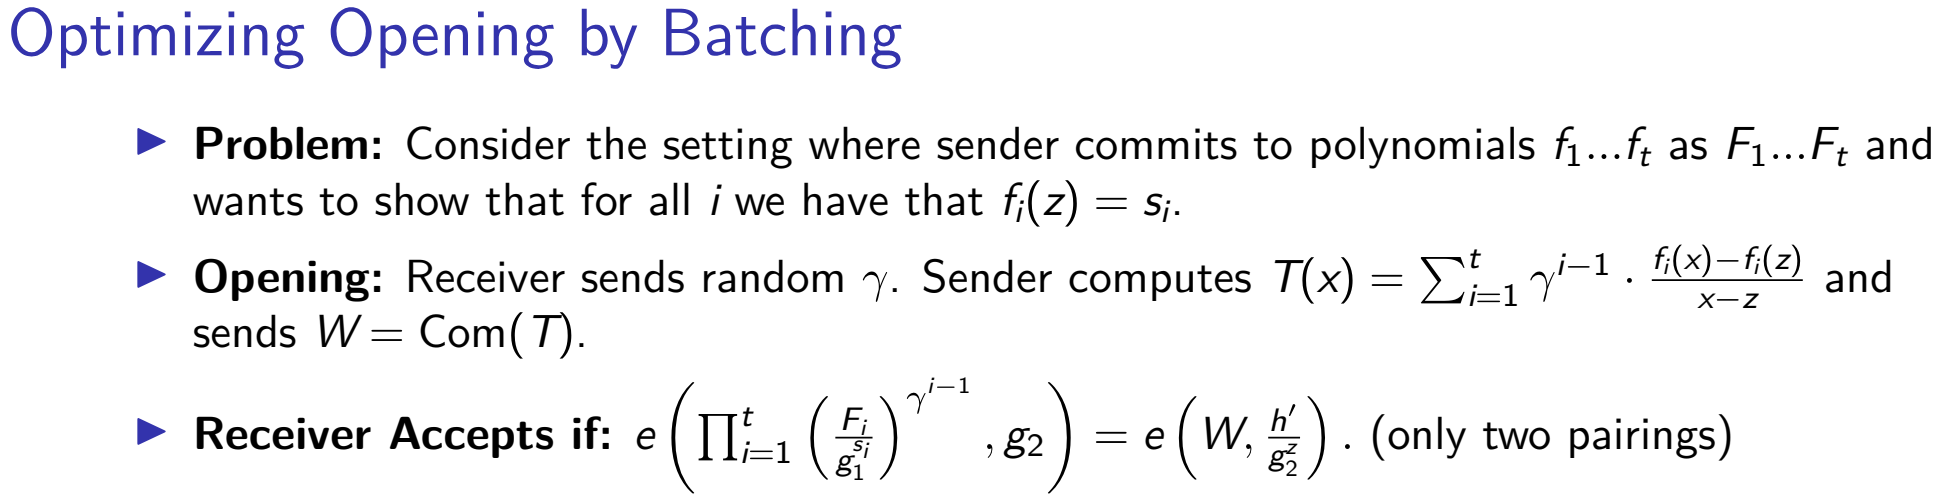 Optimizing Opening by Batching
▶ Problem: Consider the setting where sender commits to polynomials $f_1...f_t$ as $F_1...F_t$ and
wants to show that for all $i$ we have that $f_i(z) = s_i$.
▶ Opening: Receiver sends random $\gamma$. Sender computes $T(x) = \sum_{i=1}^{t} \gamma^{i-1} \cdot \frac{f_i(x)-f_i(z)}{x-z}$ and
sends $W = \text{Com}(T)$.
▶ Receiver Accepts if: $e\left(\prod_{i=1}^{t} \left(\frac{F_i}{g_1^{s_i}}\right)^{\gamma^{i-1}}, g_2\right) = e\left(W, \frac{h'}{g_2^z}\right)$. (only two pairings)